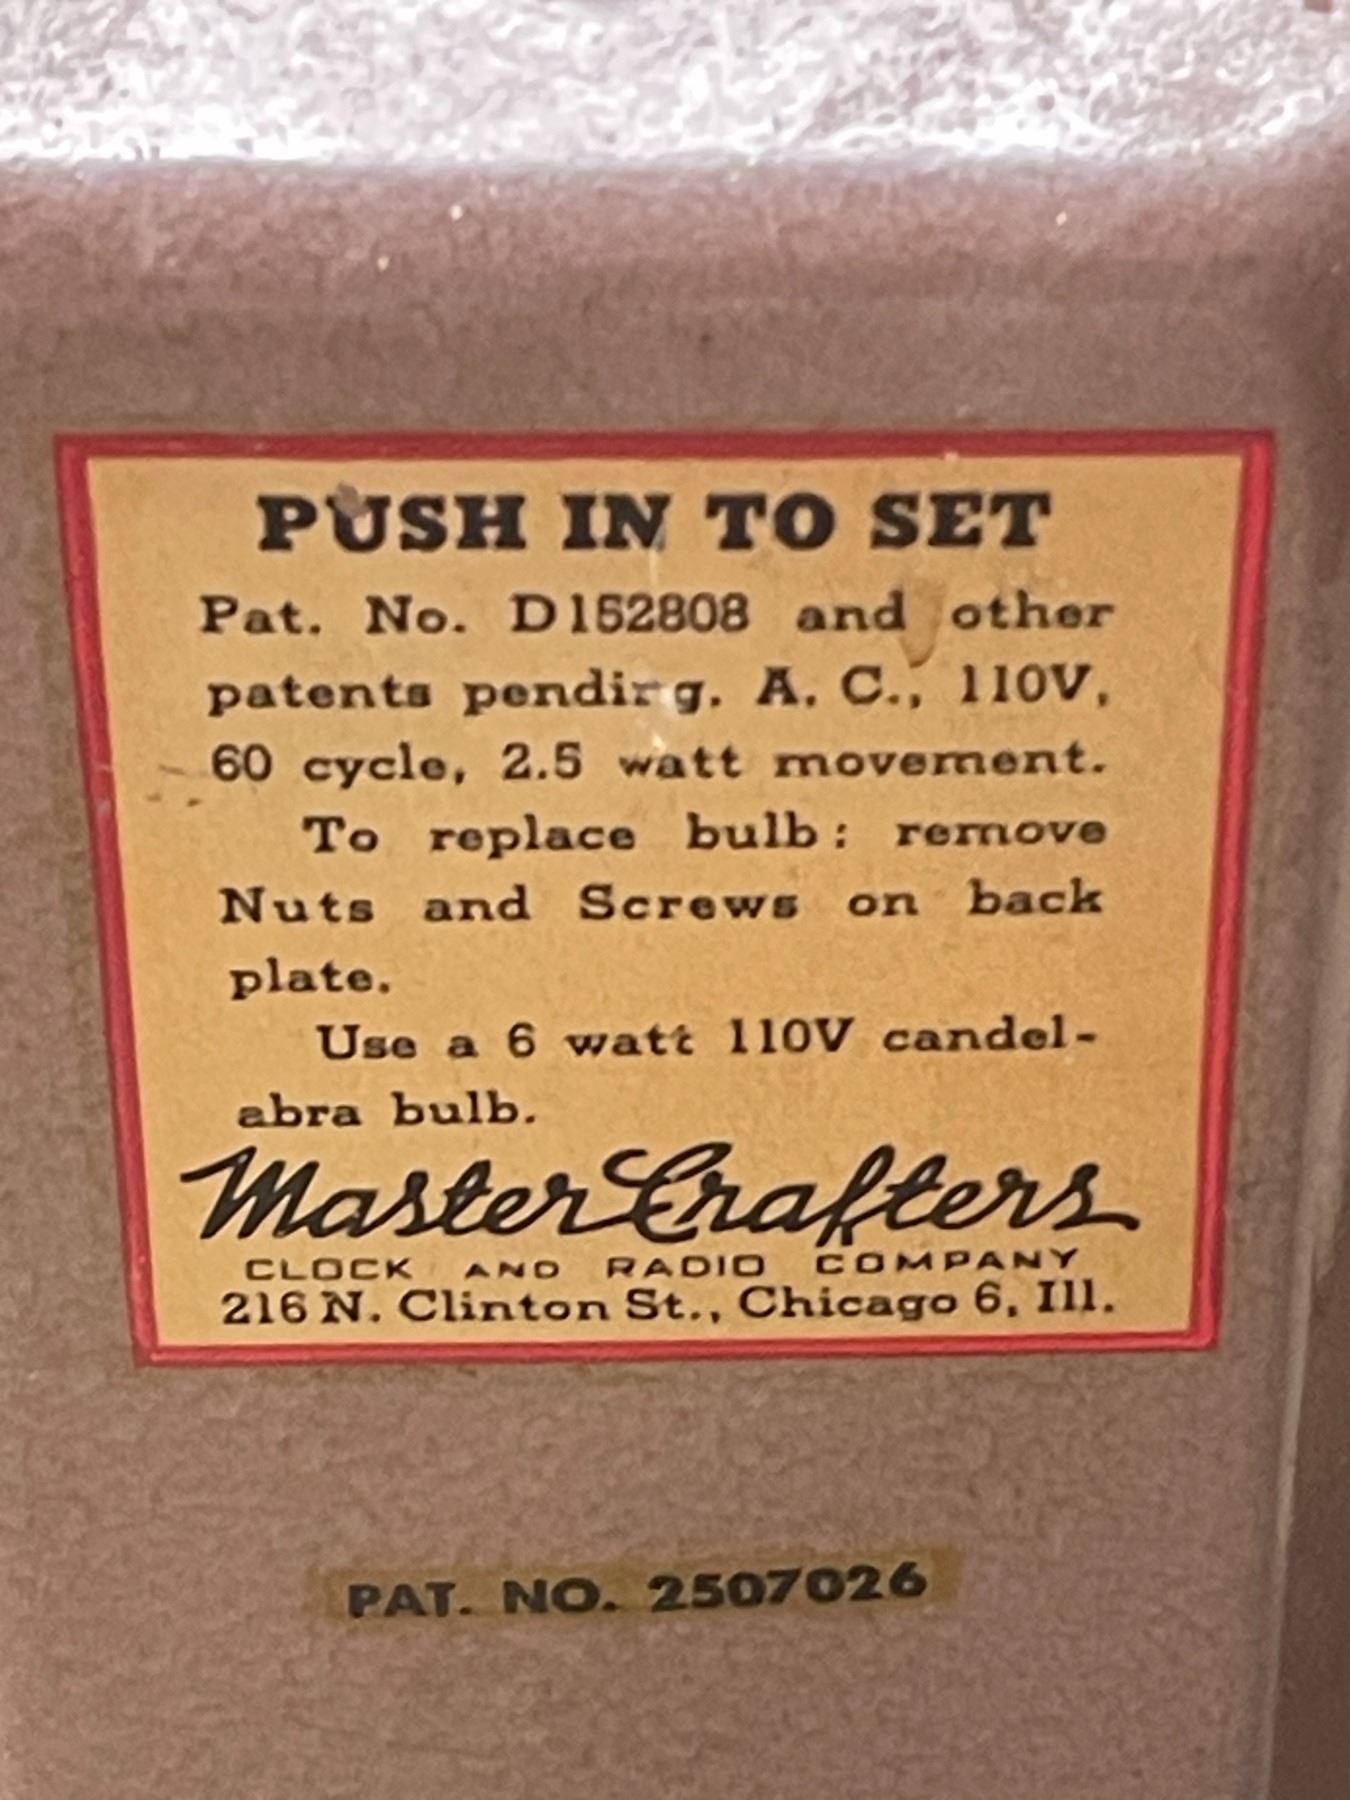 PUSH IN TO SET
Pat. No. D152808 and other
patents pending. A. C., 110V,
60 cycle, 2.5 watt movement.
To replace bulb: remove
Nuts and Screws on back
plate.
Use a 6 watt 110V candel-
abra bulb.
MasterCrafters
CLOCK AND RADIO COMPANY
216 N. Clinton St., Chicago 6, Ill.
PAT. NO. 2507026